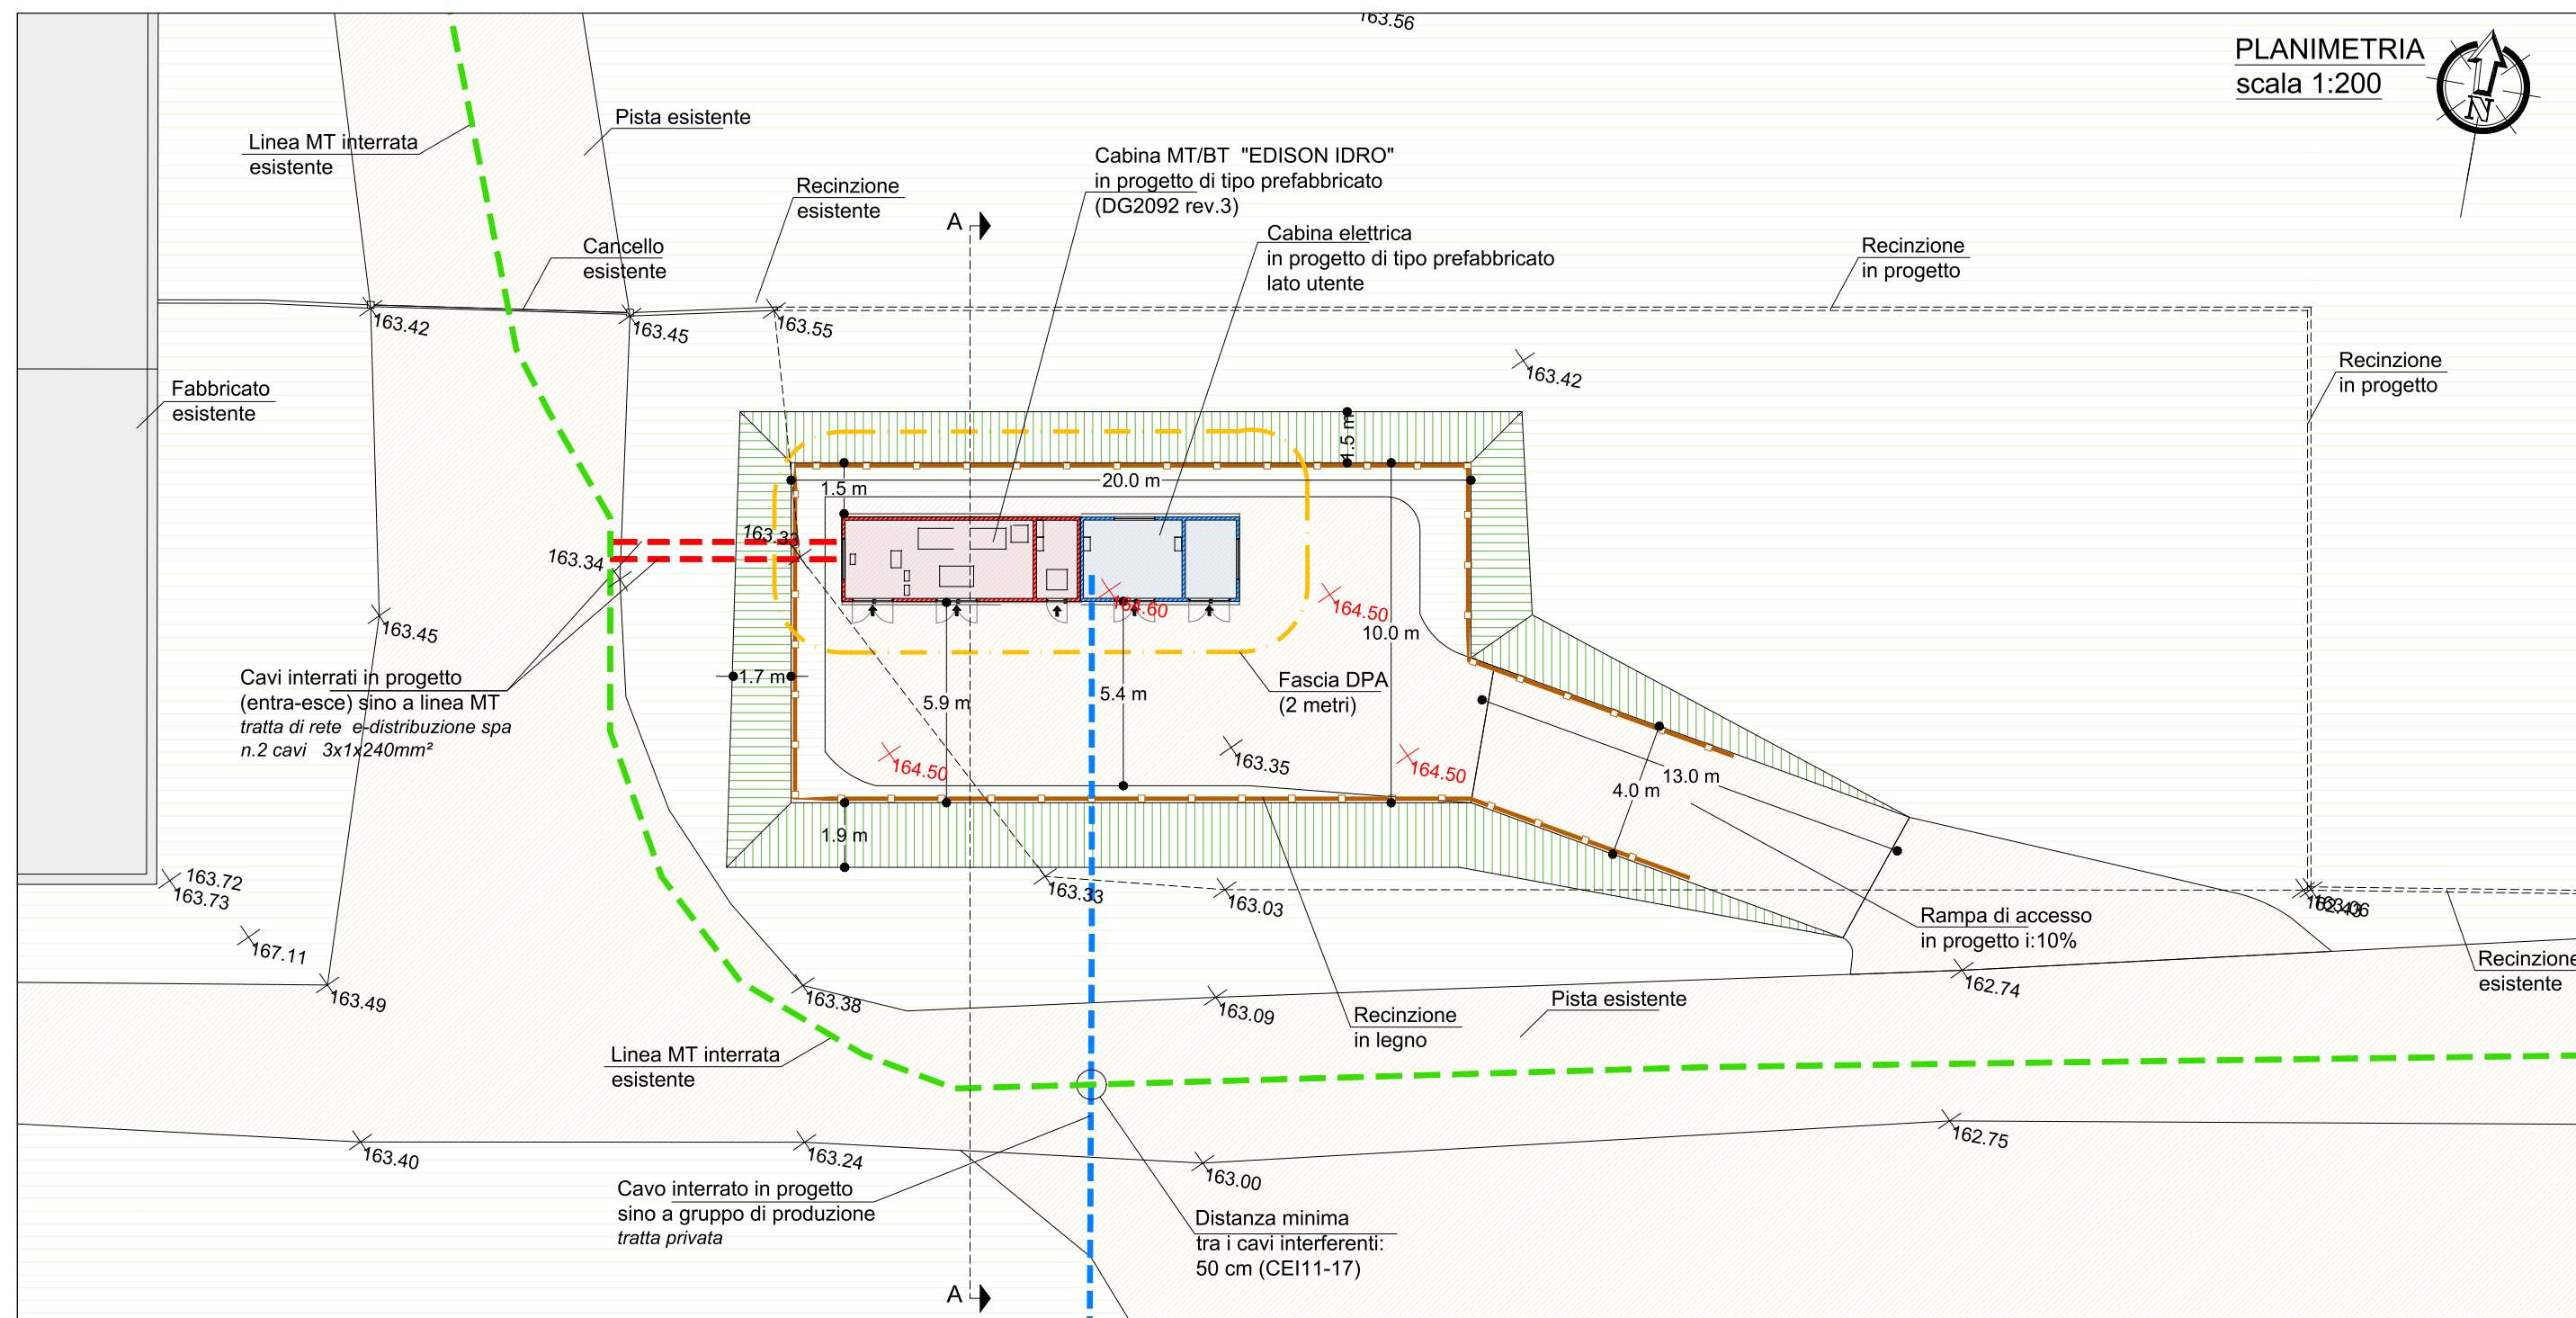 163.56
PLANIMETRIA
scala 1:200
N
Pista esistente
Linea MT interrata
esistente
Cabina MT/BT "EDISON IDRO"
in progetto di tipo prefabbricato
(DG2092 rev.3)
Recinzione
esistente
A
Cabina elettrica
in progetto di tipo prefabbricato
lato utente
Cancello
esistente
Recinzione
in progetto
163.42
163.45
163.55
Recinzione
in progetto
163.42
Fabbricato
esistente
1.5 m
20.0 m
1.5 m
163.33
163.34
164.60
164.50
163.45
10.0 m
Cavi interrati in progetto
(entra-esce) sino a linea MT
tratta di rete e-distribuzione spa
n.2 cavi 3x1x240mm²
1.7 m
5.9 m
5.4 m
Fascia DPA
(2 metri)
164.50
163.35
164.50
13.0 m
4.0 m
1.9 m
163.72
163.73
163.33
163.03
163.06
Rampa di accesso
in progetto i:10%
167.11
Recinzione
esistente
163.49
163.38
163.09
162.74
Pista esistente
Recinzione
in legno
Linea MT interrata
esistente
163.40
163.24
163.00
162.75
Cavo interrato in progetto
sino a gruppo di produzione
tratta privata
Distanza minima
tra i cavi interferenti:
50 cm (CEI11-17)
A